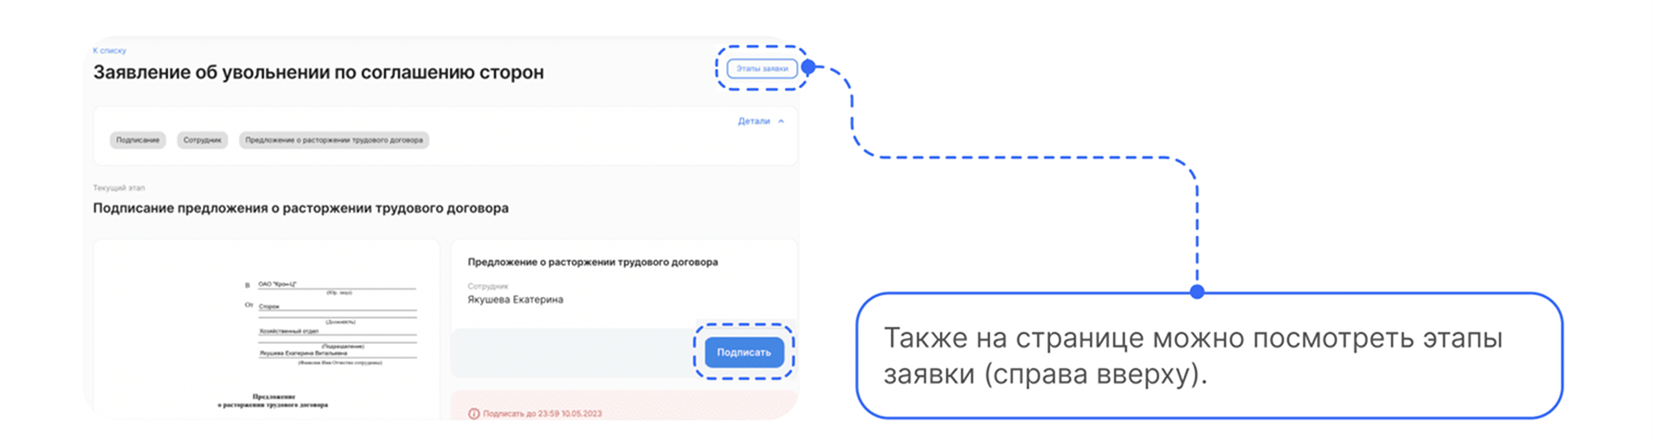 К списку
Заявление об увольнении по соглашению сторон
Этапы заявки
Детали
Подписание Сотрудник Предложение о расторжении трудового договора
Текущий этап
Подписание предложения о расторжении трудового договора
Предложение о расторжении трудового договора
Сотрудник
Якушева Екатерина
Подписать
Подписать до 23:59 10.05.2023
В ОАО "Крон-Ц"
(Юр. лицо)
От Сторож
(Должность)
Хозяйственный отдел
(Подразделение)
Якушева Екатерина Витальевна
(Фамилия Имя Отчество сотрудника)
Предложение
о расторжении трудового договора
Также на странице можно посмотреть этапы
заявки (справа вверху).